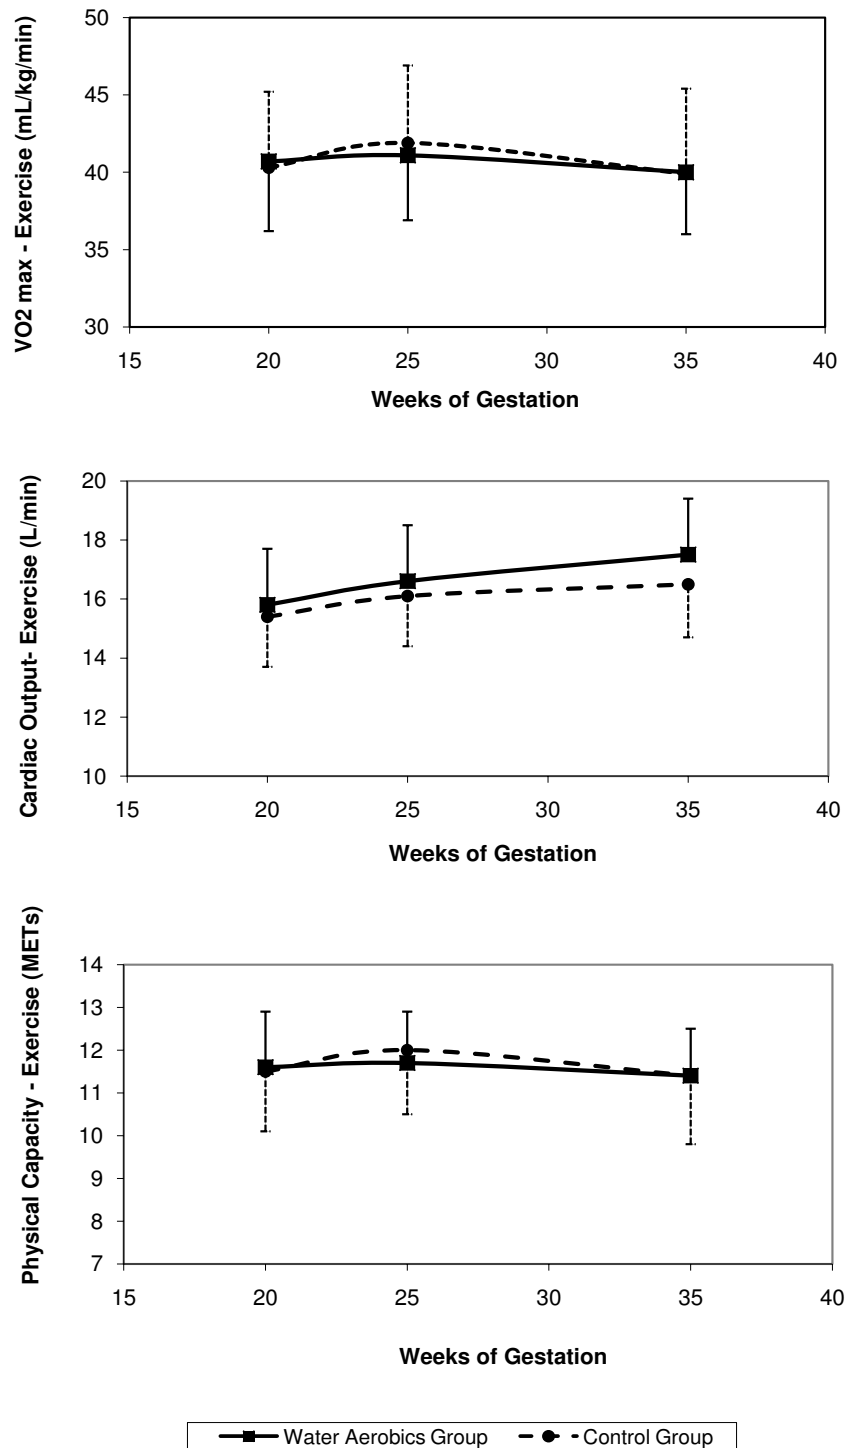 50
45
40
35
30
VO2 max - Exercise (mL/kg/min)
15 20 25 30 35 40
Weeks of Gestation
20
18
16
14
12
10
Cardiac Output- Exercise (L/min)
15 20 25 30 35 40
Weeks of Gestation
14
13
12
11
10
9
8
7
Physical Capacity - Exercise (METs)
15 20 25 30 35 40
Weeks of Gestation
Water Aerobics Group Control Group